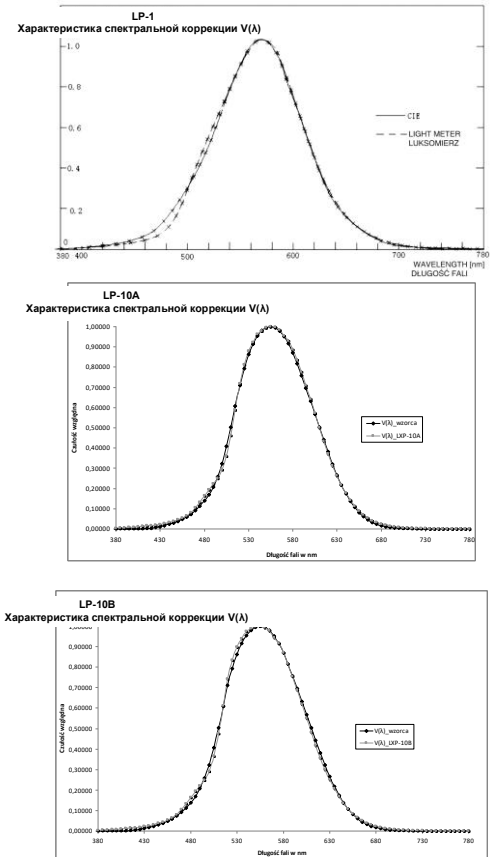 LP-1
Характеристика спектральной коррекции V(λ)
1.0
0.8
0.6
0.4
0.2
0
380 400 500 600 700 780
CIE
LIGHT METER
LUKSOMIERZ
WAVELENGTH [nm]
DŁUGOŚĆ FALI
LP-10A
Характеристика спектральной коррекции V(λ)
1,00000
0,90000
0,80000
0,70000
0,60000
0,50000
0,40000
0,30000
0,20000
0,10000
0,00000
380 430 480 530 580 630 680 730 780
Czułość względna
Długość fali w nm
V(λ)_wzorca
V(λ)_LXP-10A
LP-10B
Характеристика спектральной коррекции V(λ)
1,00000
0,90000
0,80000
0,70000
0,60000
0,50000
0,40000
0,30000
0,20000
0,10000
0,00000
380 430 480 530 580 630 680 730 780
Czułość względna
Długość fali w nm
V(λ)_wzorca
V(λ)_LXP-10B